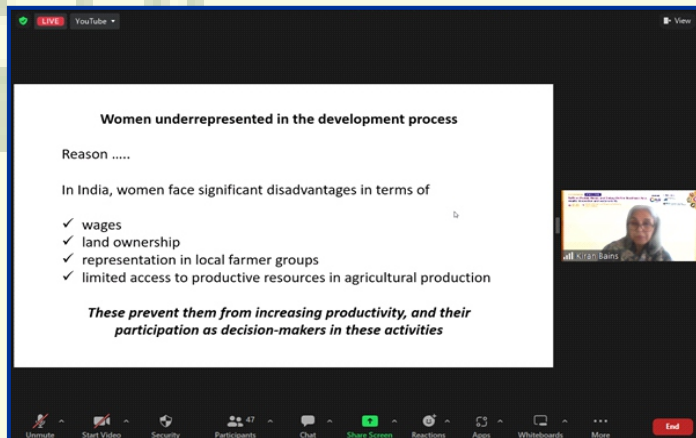 LIVE
YouTube
View
Women underrepresented in the development process
Reason .....
In India, women face significant disadvantages in terms of
✓ wages
✓ land ownership
✓ representation in local farmer groups
✓ limited access to productive resources in agricultural production
These prevent them from increasing productivity, and their
participation as decision-makers in these activities
Kiran Bains
47
Unmute Start Video Security Participants Chat Share Screen Reactions Apps Whiteboards More
End